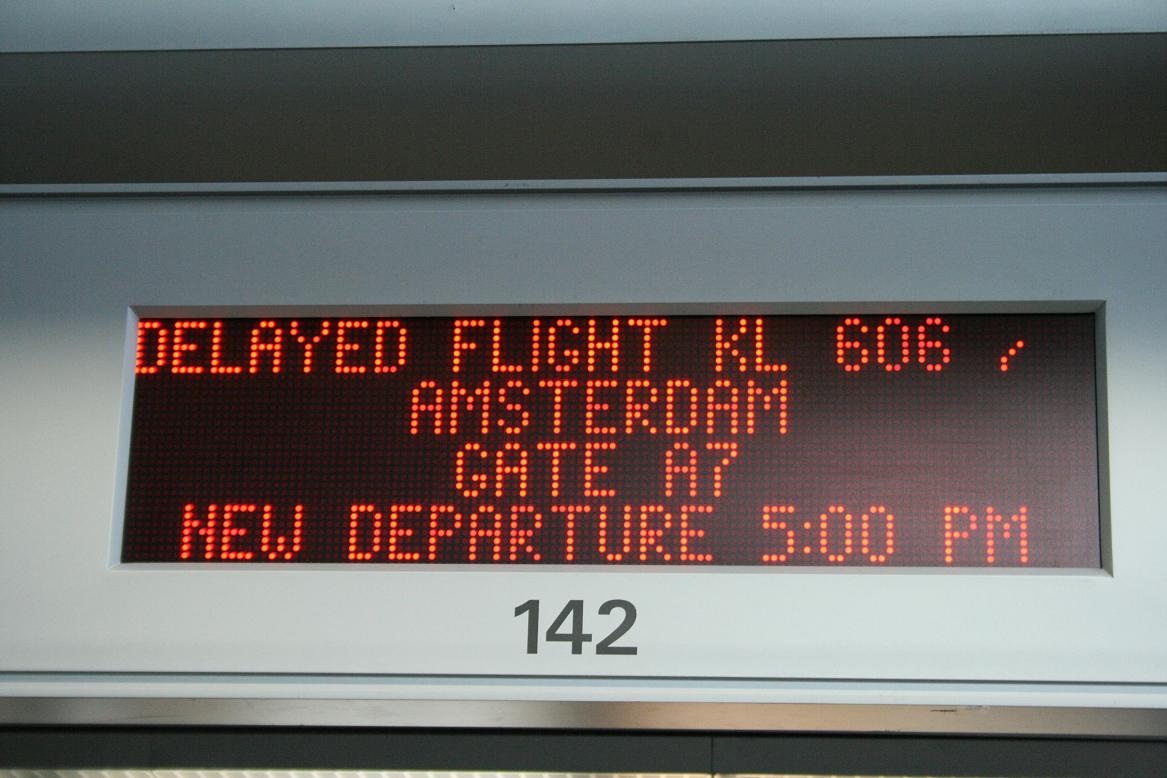 DELAYED FLIGHT KL 606 /
AMSTERDAM
GATE A7
NEW DEPARTURE 5:00 PM
142